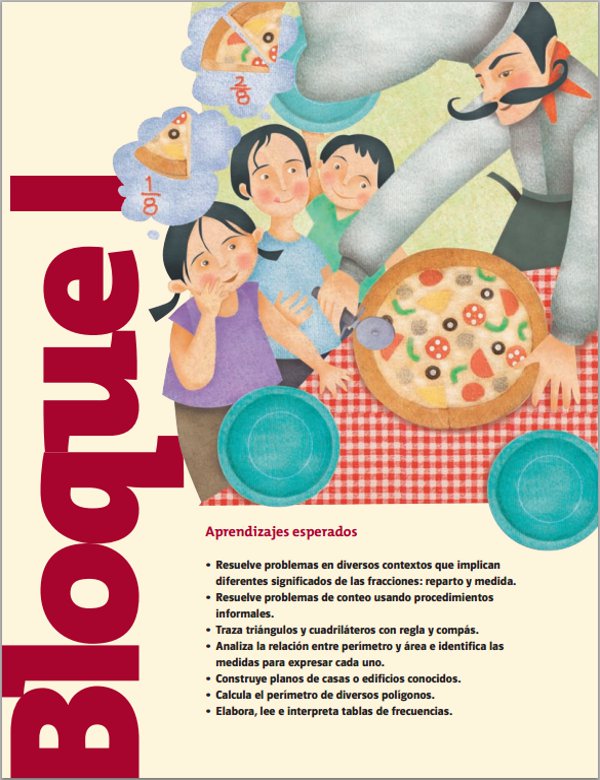 2/8
1/8
Bloque I
Aprendizajes esperados
• Resuelve problemas en diversos contextos que implican
diferentes significados de las fracciones: reparto y medida.
• Resuelve problemas de conteo usando procedimientos
informales.
• Traza triángulos y cuadriláteros con regla y compás.
• Analiza la relación entre perímetro y área e identifica las
medidas para expresar cada uno.
• Construye planos de casas o edificios conocidos.
• Calcula el perímetro de diversos polígonos.
• Elabora, lee e interpreta tablas de frecuencias.